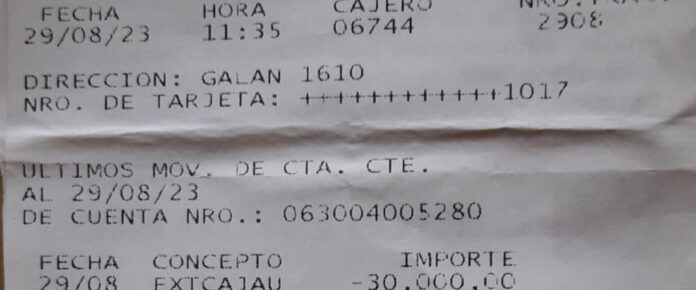 FECHA HORA CAJERO
29/08/23 11:35 06744 2908
DIRECCION: GALAN 1610
NRO. DE TARJETA: ++++++++++++1017
ULTIMOS MOV. DE CTA. CTE.
AL 29/08/23
DE CUENTA NRO.: 063004005280
FECHA CONCEPTO IMPORTE
29/08 EXTCAJAU -30.000,00